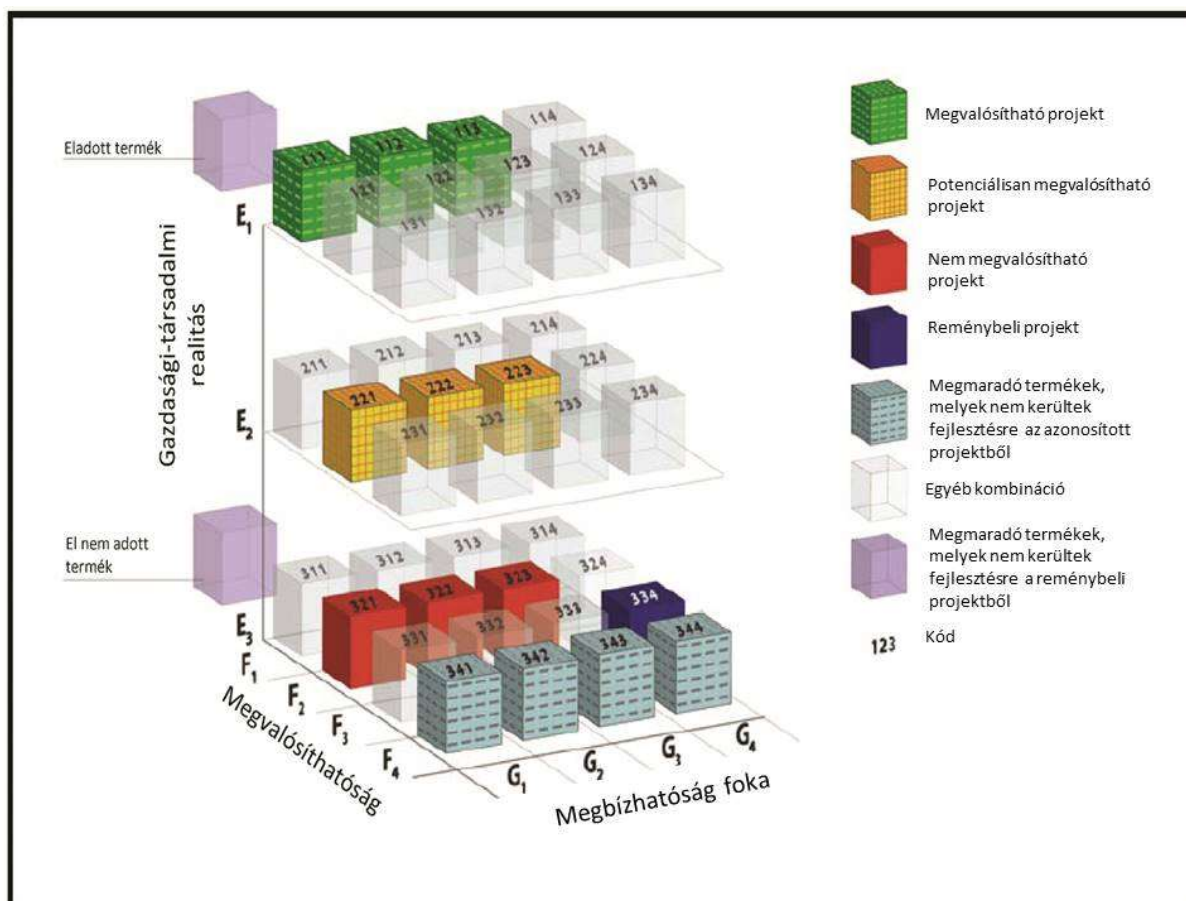 Eladott termék
Gazdasági-társadalmi
realitás
E1
111
112
113
114
121
122
123
124
131
132
133
134
E2
211
212
213
214
221
222
223
224
231
232
233
234
El nem adott
termék
E3
311
312
313
314
321
322
323
324
331
332
333
334
341
342
343
344
F1
F2
F3
F4
Megvalósíthatóság
G1
G2
G3
G4
Megbízhatóság foka
Megvalósítható projekt
Potenciálisan megvalósítható
projekt
Nem megvalósítható
projekt
Reménybeli projekt
Megmaradó termékek,
melyek nem kerültek
fejlesztésre az azonosított
projektből
Egyéb kombináció
Megmaradó termékek,
melyek nem kerültek
fejlesztésre a reménybeli
projektből
123 Kód